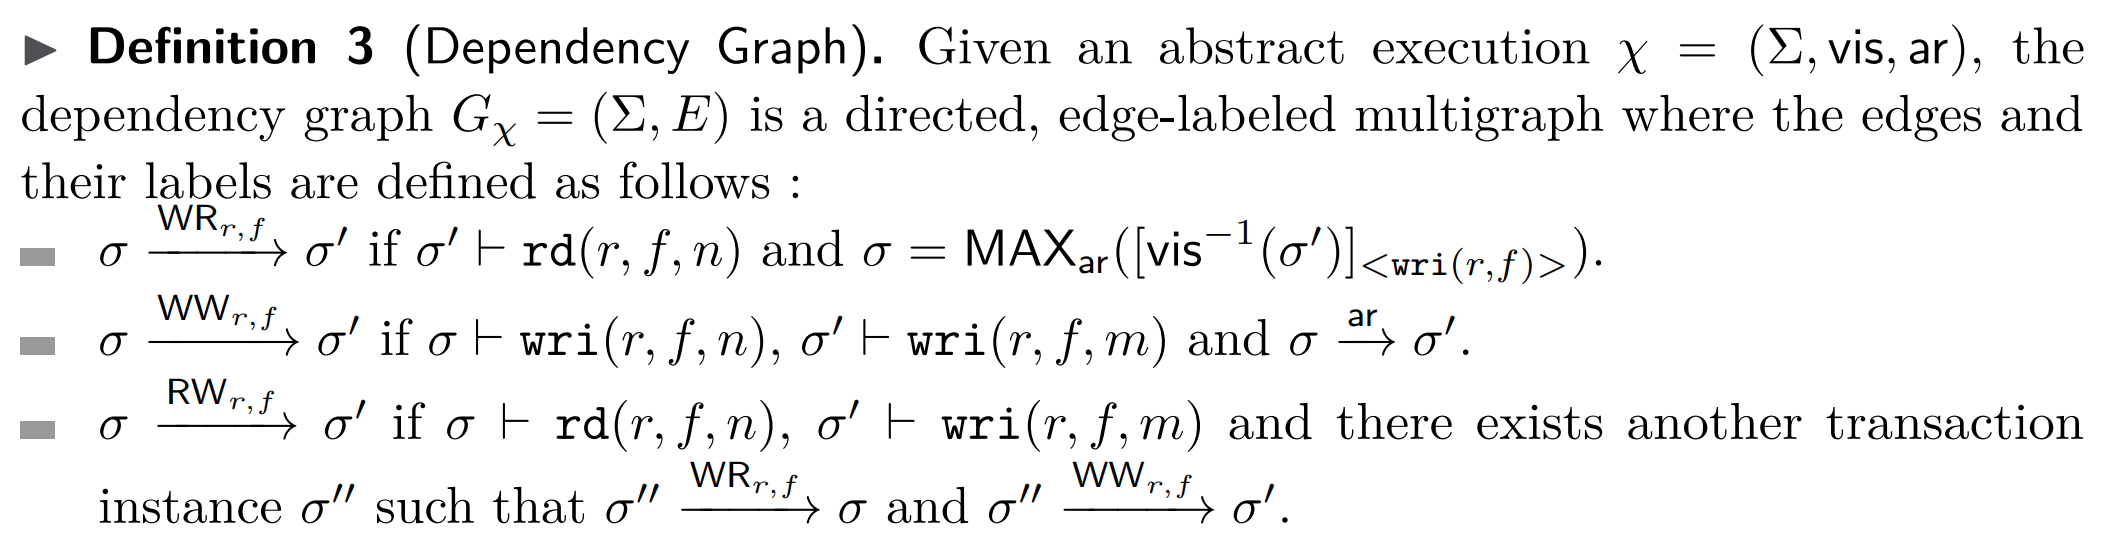 ► Definition 3 (Dependency Graph). Given an abstract execution χ = (Σ, vis, ar), the
dependency graph G_χ = (Σ, E) is a directed, edge-labeled multigraph where the edges and
their labels are defined as follows :
▬ σ —WR_{r,f}→ σ′ if σ′ ⊢ rd(r, f, n) and σ = MAX_ar([vis⁻¹(σ′)]_{<wri(r,f)>}).
▬ σ —WW_{r,f}→ σ′ if σ ⊢ wri(r, f, n), σ′ ⊢ wri(r, f, m) and σ —ar→ σ′.
▬ σ —RW_{r,f}→ σ′ if σ ⊢ rd(r, f, n), σ′ ⊢ wri(r, f, m) and there exists another transaction
instance σ′′ such that σ′′ —WR_{r,f}→ σ and σ′′ —WW_{r,f}→ σ′.